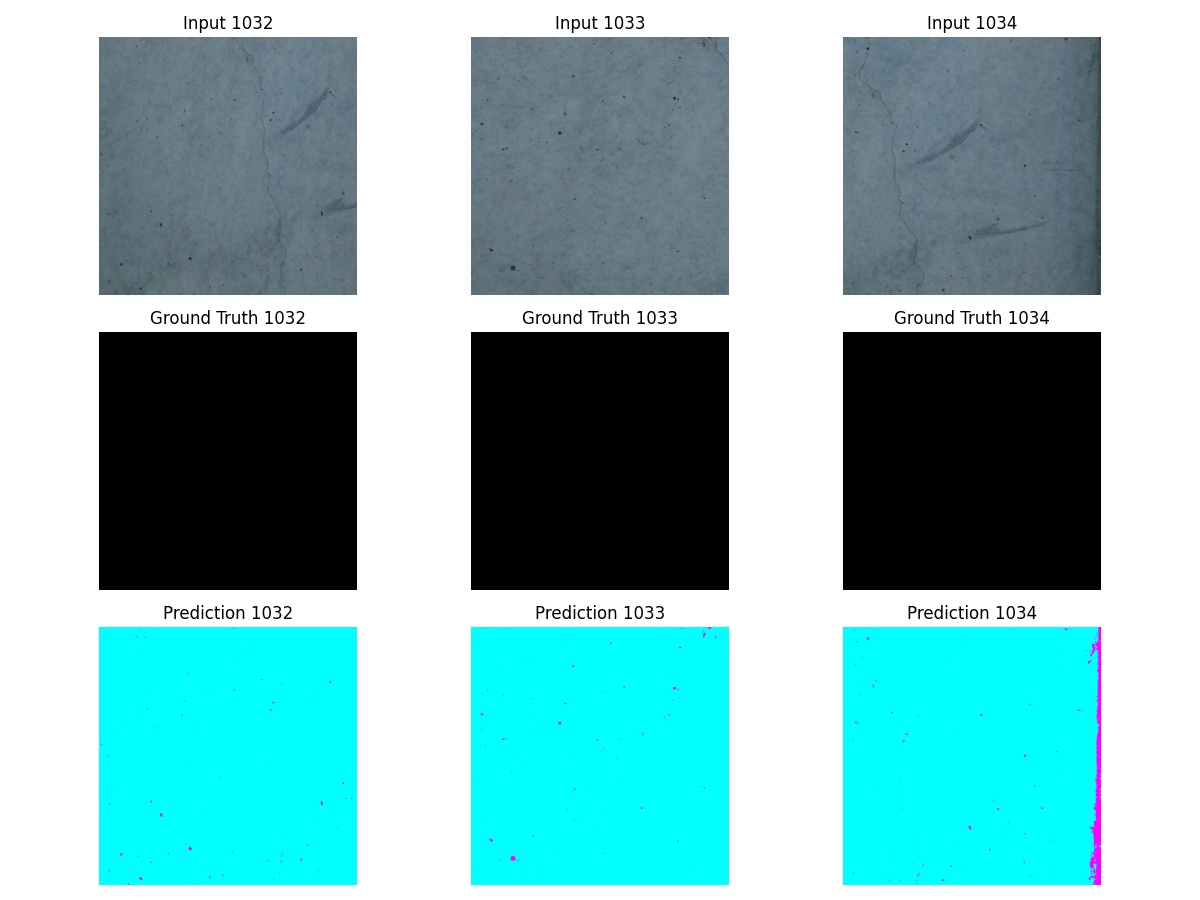 Input 1032
Input 1033
Input 1034
Ground Truth 1032
Ground Truth 1033
Ground Truth 1034
Prediction 1032
Prediction 1033
Prediction 1034